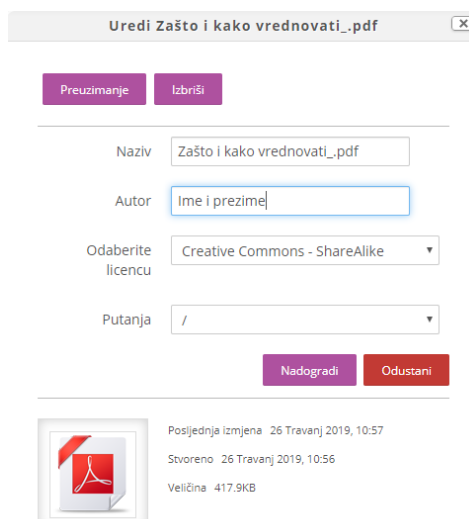 Uredi Zašto i kako vrednovati_.pdf
Preuzimanje Izbriši
Naziv Zašto i kako vrednovati_.pdf
Autor Ime i prezime
Odaberite
licencu
Creative Commons - ShareAlike
Putanja /
Nadogradi Odustani
Posljednja izmjena 26 Travanj 2019, 10:57
Stvoreno 26 Travanj 2019, 10:56
Veličina 417.9KB